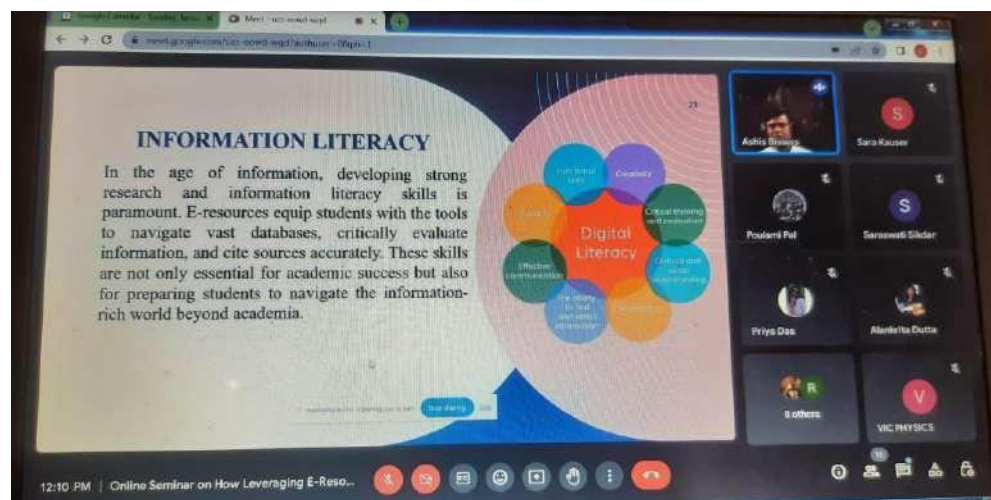 Meet -
21
INFORMATION LITERACY
In the age of information, developing strong
research and information literacy skills is
paramount. E-resources equip students with the tools
to navigate vast databases, critically evaluate
information, and cite sources accurately. These skills
are not only essential for academic success but also
for preparing students to navigate the information-
rich world beyond academia.
Creativity
Critical thinking
and evaluation
Digital
Literacy
Effective
communication
Stop sharing
Ashis Biswas
S
Sara Kauser
Poulami Pal
S
Saraswati Sikdar
Priya Das
Alankrita Dutta
R
8 others
V
VIC PHYSICS
12:10 PM | Online Seminar on How Leveraging E-Reso...